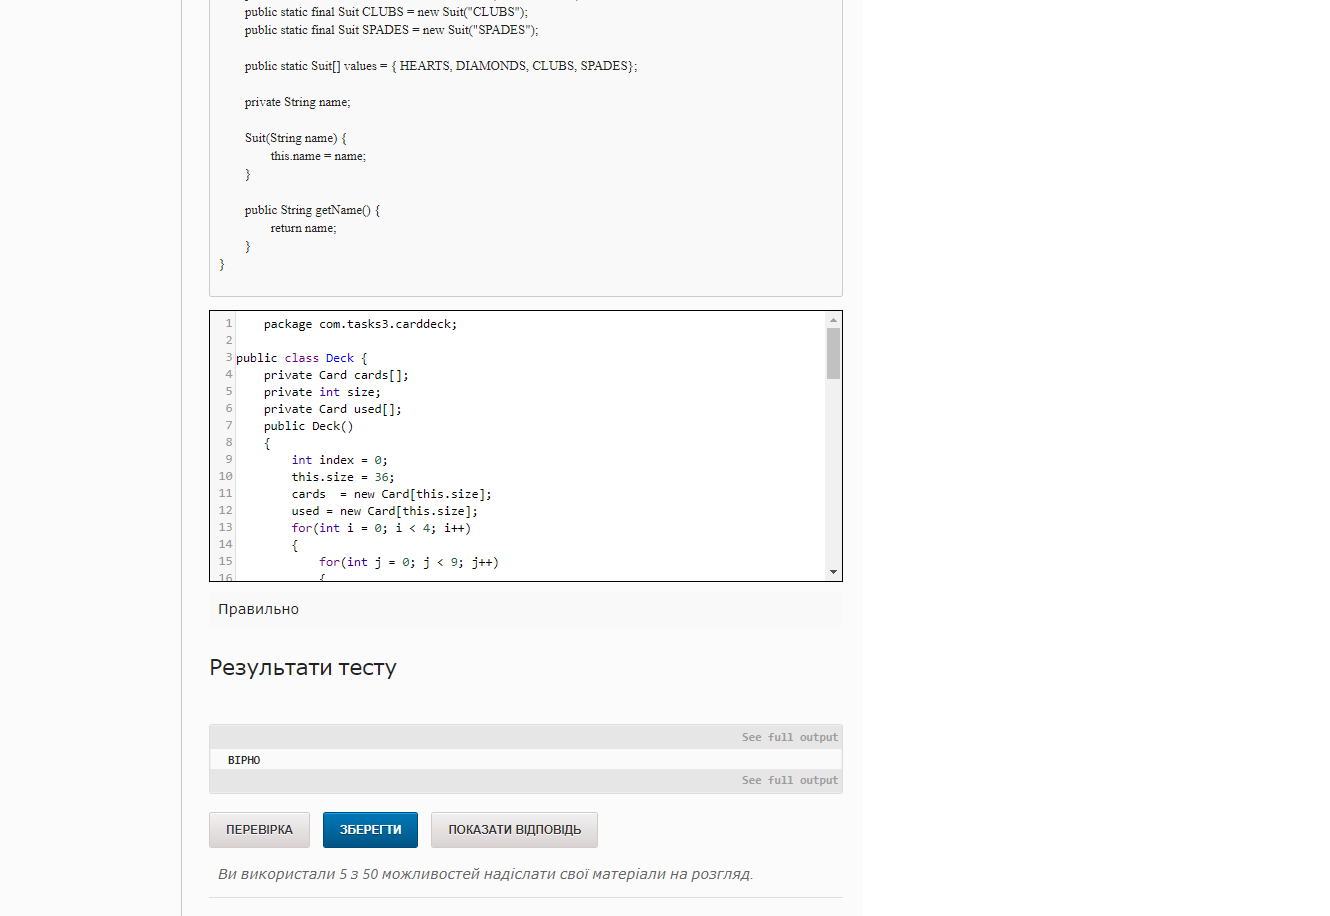 public static final Suit CLUBS = new Suit("CLUBS");
public static final Suit SPADES = new Suit("SPADES");
public static Suit[] values = { HEARTS, DIAMONDS, CLUBS, SPADES};
private String name;
Suit(String name) {
this.name = name;
}
public String getName() {
return name;
}
}
1 package com.tasks3.carddeck;
2
3 public class Deck {
4 private Card cards[];
5 private int size;
6 private Card used[];
7 public Deck()
8 {
9 int index = 0;
10 this.size = 36;
11 cards  = new Card[this.size];
12 used = new Card[this.size];
13 for(int i = 0; i < 4; i++)
14 {
15 for(int j = 0; j < 9; j++)
16 {
Правильно
Результати тесту
See full output
ВІРНО
See full output
ПЕРЕВІРКА ЗБЕРЕГТИ ПОКАЗАТИ ВІДПОВІДЬ
Ви використали 5 з 50 можливостей надіслати свої матеріали на розгляд.